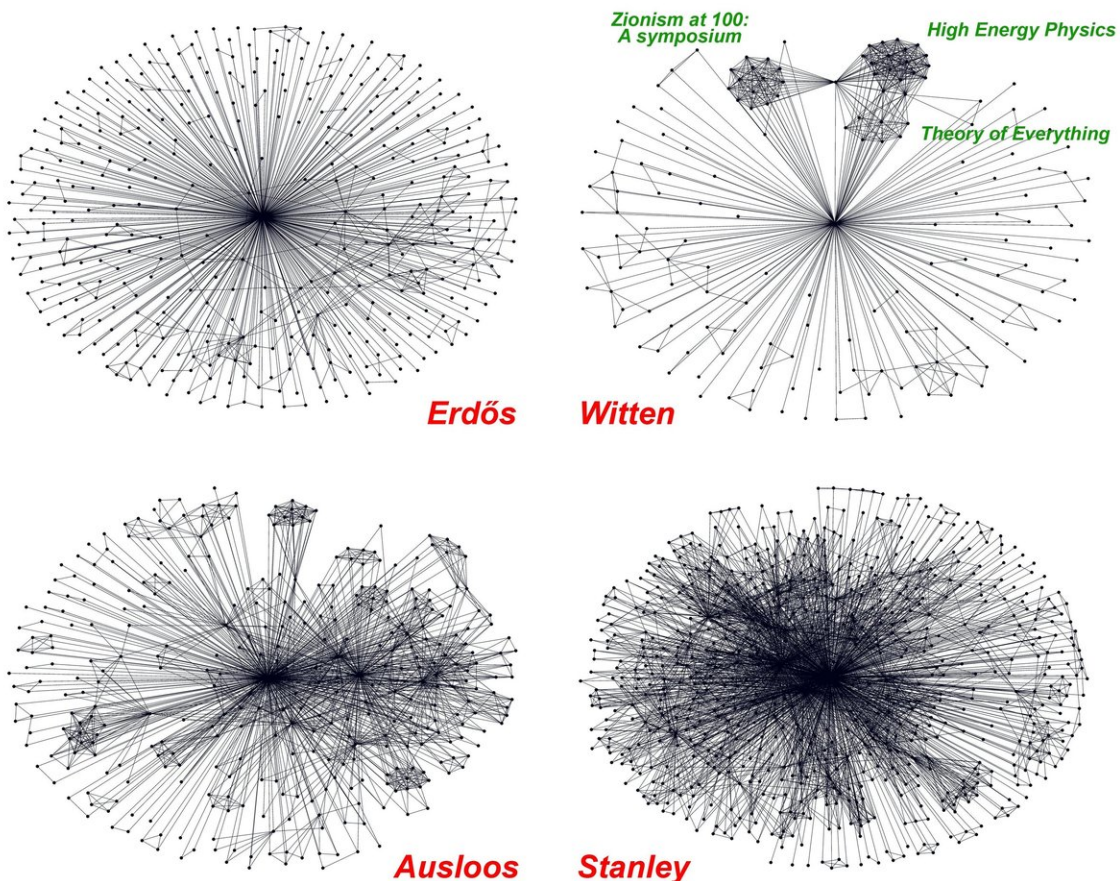 Zionism at 100:
A symposium
High Energy Physics
Theory of Everything
Erdős
Witten
Ausloos
Stanley